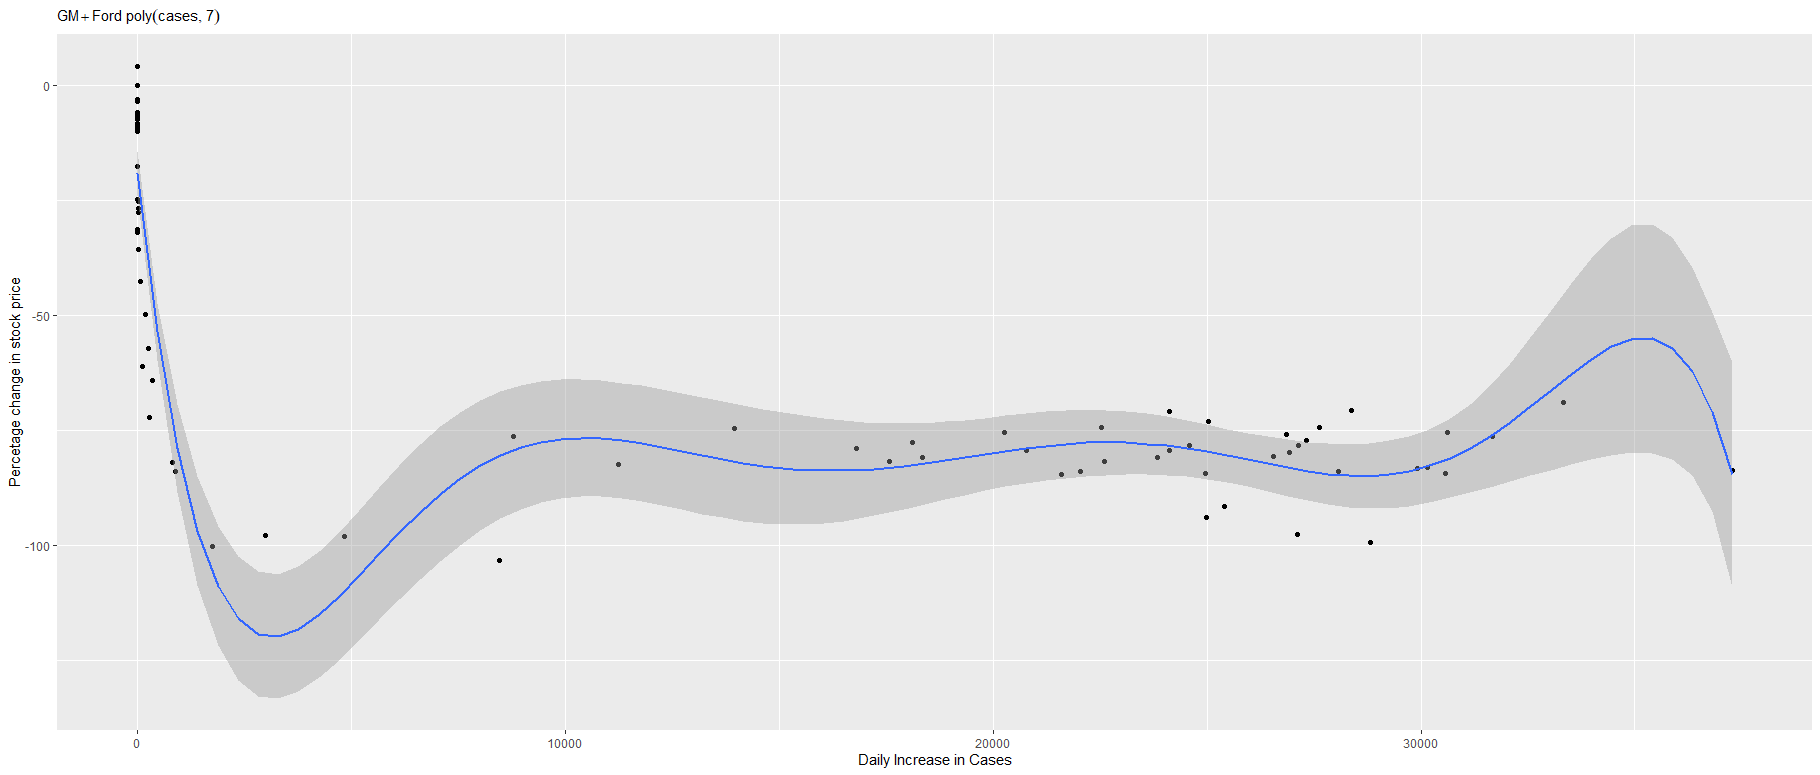 GM+Ford poly(cases, 7)
0
-50
-100
Percetage change in stock price
0
10000
20000
30000
Daily Increase in Cases